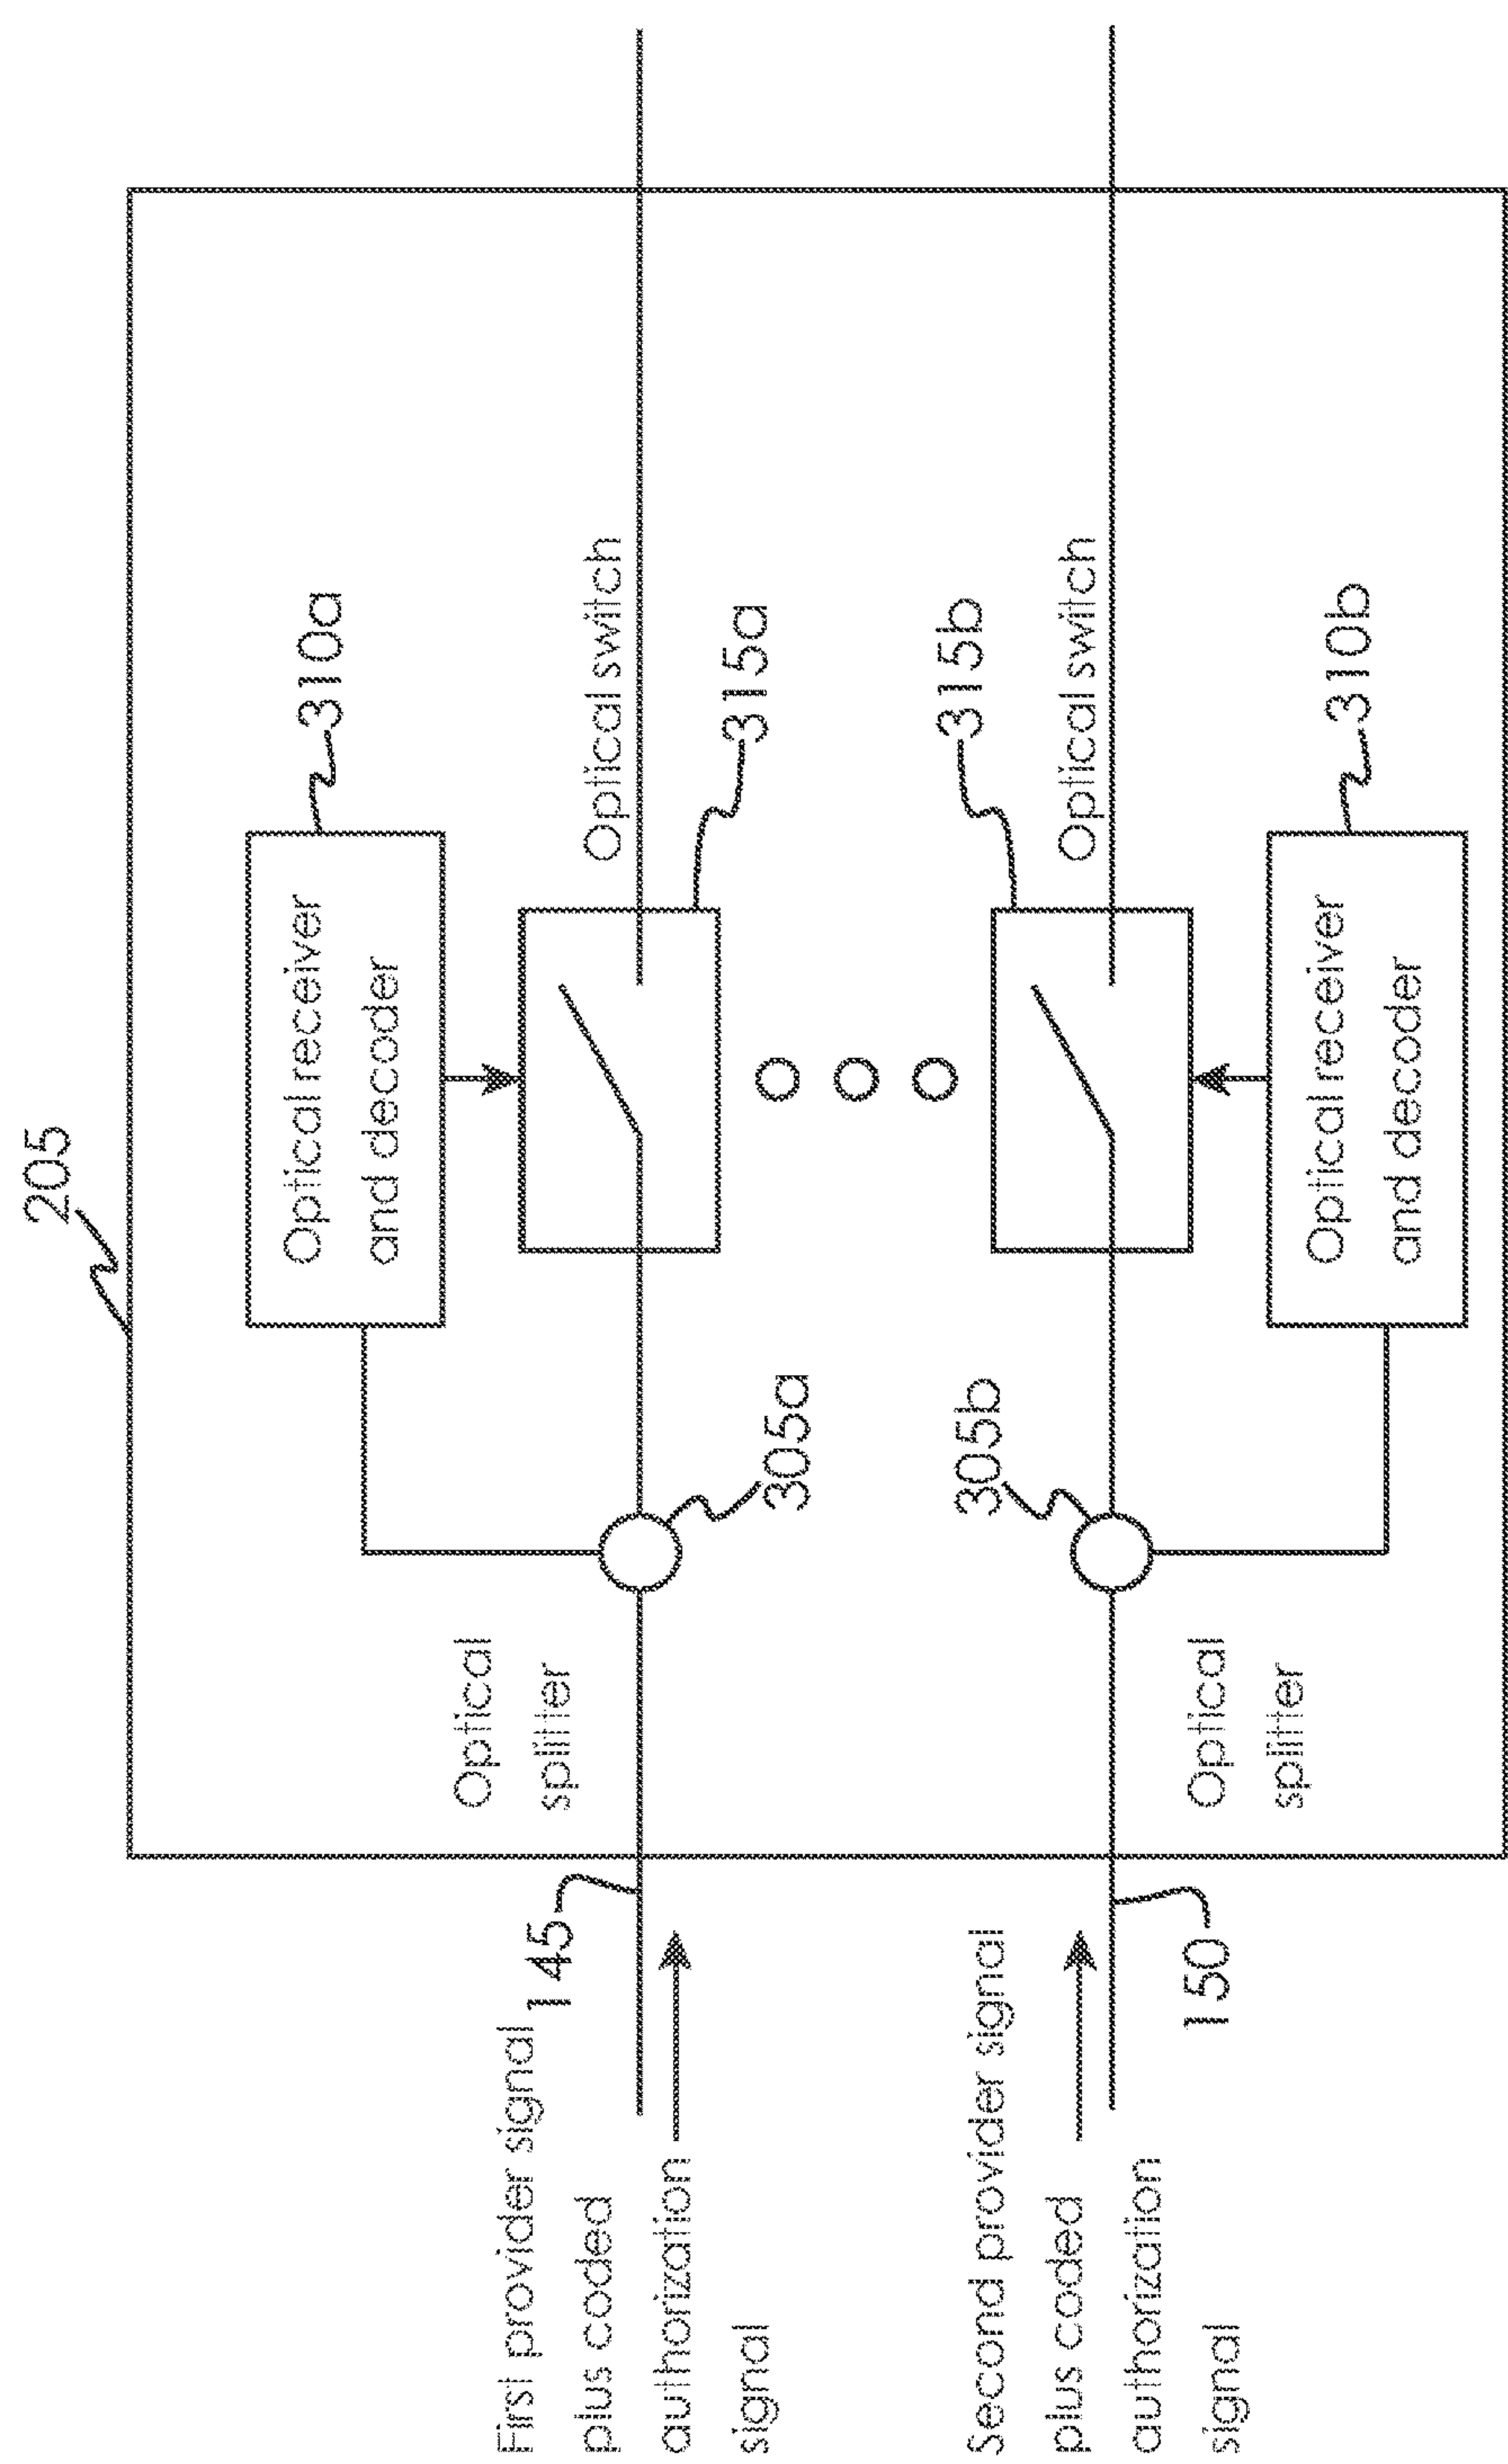 205
Optical receiver
and decoder
310a
Optical switch
315a
Optical
splitter
305a
First provider signal
plus coded
authorization
signal
145
315b
Optical switch
305b
Second provider signal
plus coded
authorization
signal
150
Optical
splitter
Optical receiver
and decoder
310b